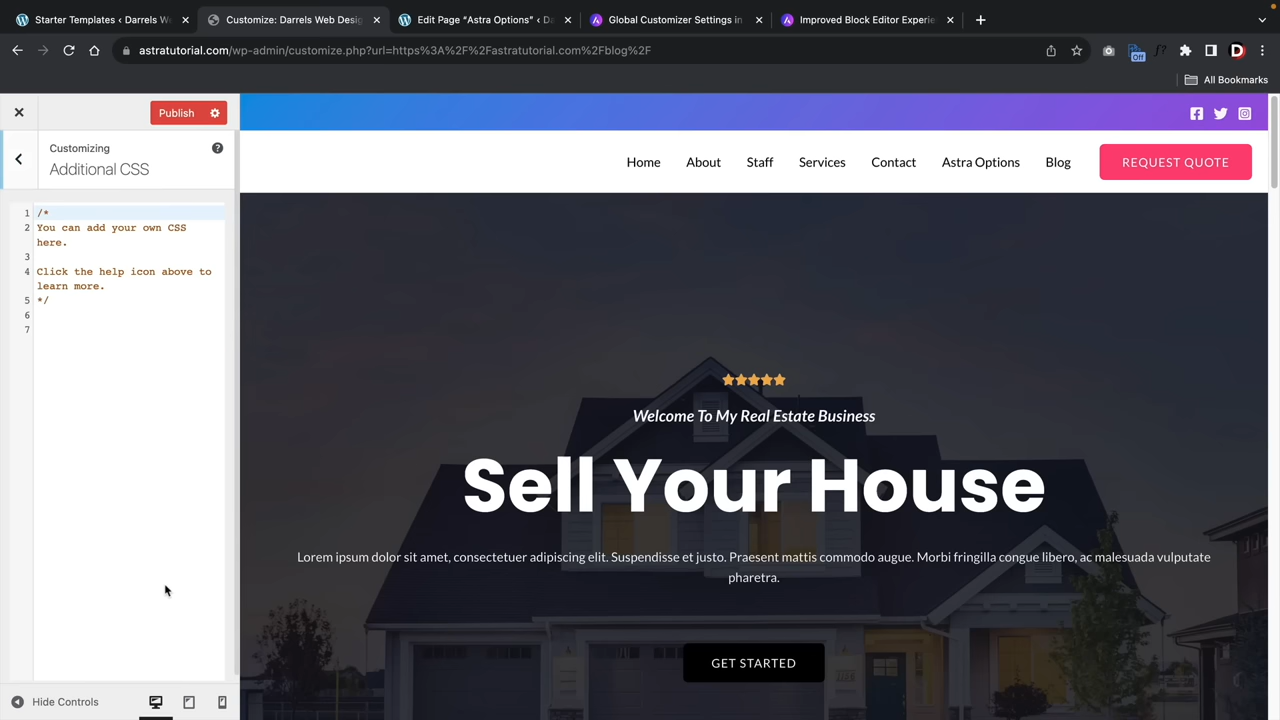 Starter Templates ‹ Darrels We
Customize: Darrels Web Desig
Edit Page “Astra Options” ‹ Da
Global Customizer Settings in
Improved Block Editor Experie
astratutorial.com/wp-admin/customize.php?url=https%3A%2F%2Fastratutorial.com%2Fblog%2F
Off
D
All Bookmarks
Publish
Customizing
Additional CSS
1 /*
2 You can add your own CSS
here.
3
4 Click the help icon above to
learn more.
5 */
6
7
Hide Controls
Home About Staff Services Contact Astra Options Blog REQUEST QUOTE
Welcome To My Real Estate Business
Sell Your House
Lorem ipsum dolor sit amet, consectetuer adipiscing elit. Suspendisse et justo. Praesent mattis commodo augue. Morbi fringilla congue libero, ac malesuada vulputate
pharetra.
GET STARTED